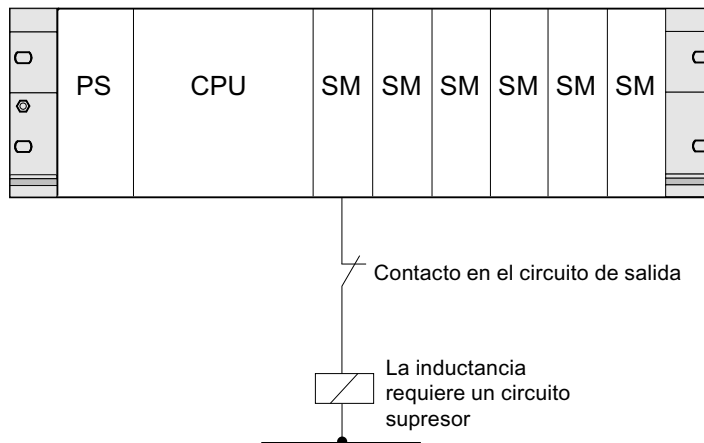 PS CPU SM SM SM SM SM SM
Contacto en el circuito de salida
La inductancia
requiere un circuito
supresor